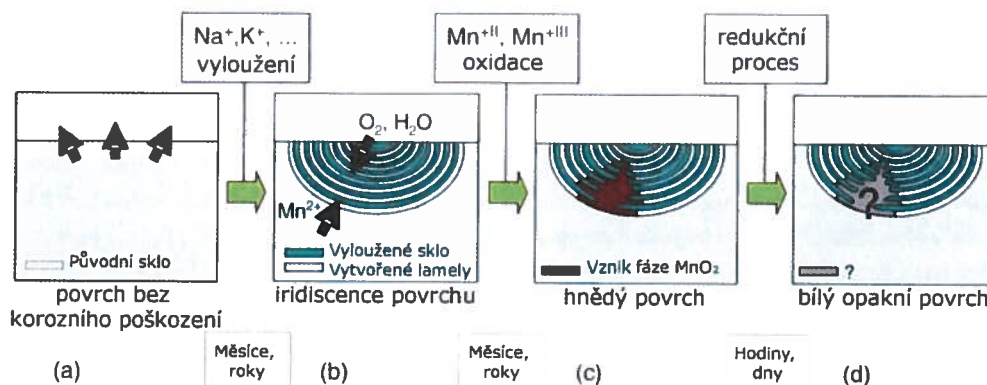 Na⁺,K⁺, ...
vyloužení
Mn⁺ᴵᴵ, Mn⁺ᴵᴵᴵ
oxidace
redukční
proces
O₂, H₂O
Mn²⁺
?
Původní sklo
Vyloužené sklo
Vytvořené lamely
Vznik fáze MnO₂
?
povrch bez
korozního poškození
iridiscence povrchu
hnědý povrch
bílý opakní povrch
(a)
Měsíce,
roky
(b)
Měsíce,
roky
(c)
Hodiny,
dny
(d)